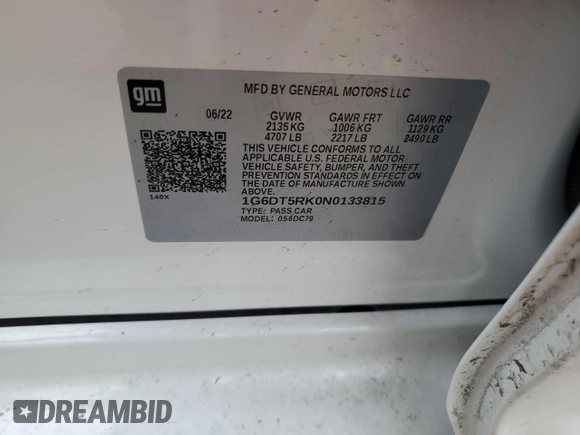 gm
MFD BY GENERAL MOTORS LLC
06/22 GVWR GAWR FRT GAWR RR
2135 KG 1006 KG 1129 KG
4707 LB 2217 LB 2490 LB
THIS VEHICLE CONFORMS TO ALL
APPLICABLE U.S. FEDERAL MOTOR
VEHICLE SAFETY, BUMPER, AND THEFT
PREVENTION STANDARDS IN EFFECT ON
THE DATE OF MANUFACTURE SHOWN
ABOVE.
1G6DT5RK0N0133815
TYPE: PASS CAR
MODEL: 056DC79
140X
DREAMBID